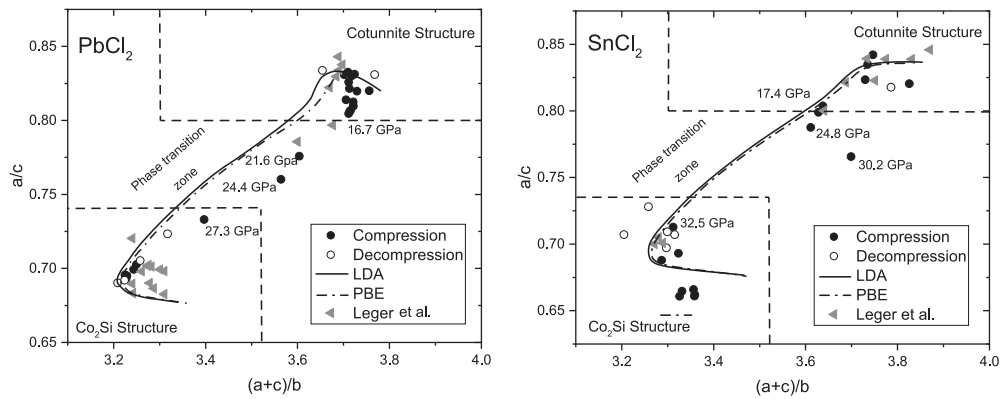 PbCl2
Cotunnite Structure
0.85
0.80
0.75
0.70
0.65
a/c
16.7 GPa
21.6 Gpa
24.4 GPa
27.3 GPa
Phase transition
zone
Compression
Decompression
LDA
PBE
Leger et al.
Co2Si Structure
3.2
3.4
3.6
3.8
4.0
(a+c)/b
SnCl2
Cotunnite Structure
0.85
0.80
0.75
0.70
0.65
a/c
17.4 GPa
24.8 GPa
30.2 GPa
32.5 GPa
Phase transition
zone
Compression
Decompression
LDA
PBE
Leger et al.
Co2Si Structure
3.2
3.4
3.6
3.8
4.0
(a+c)/b